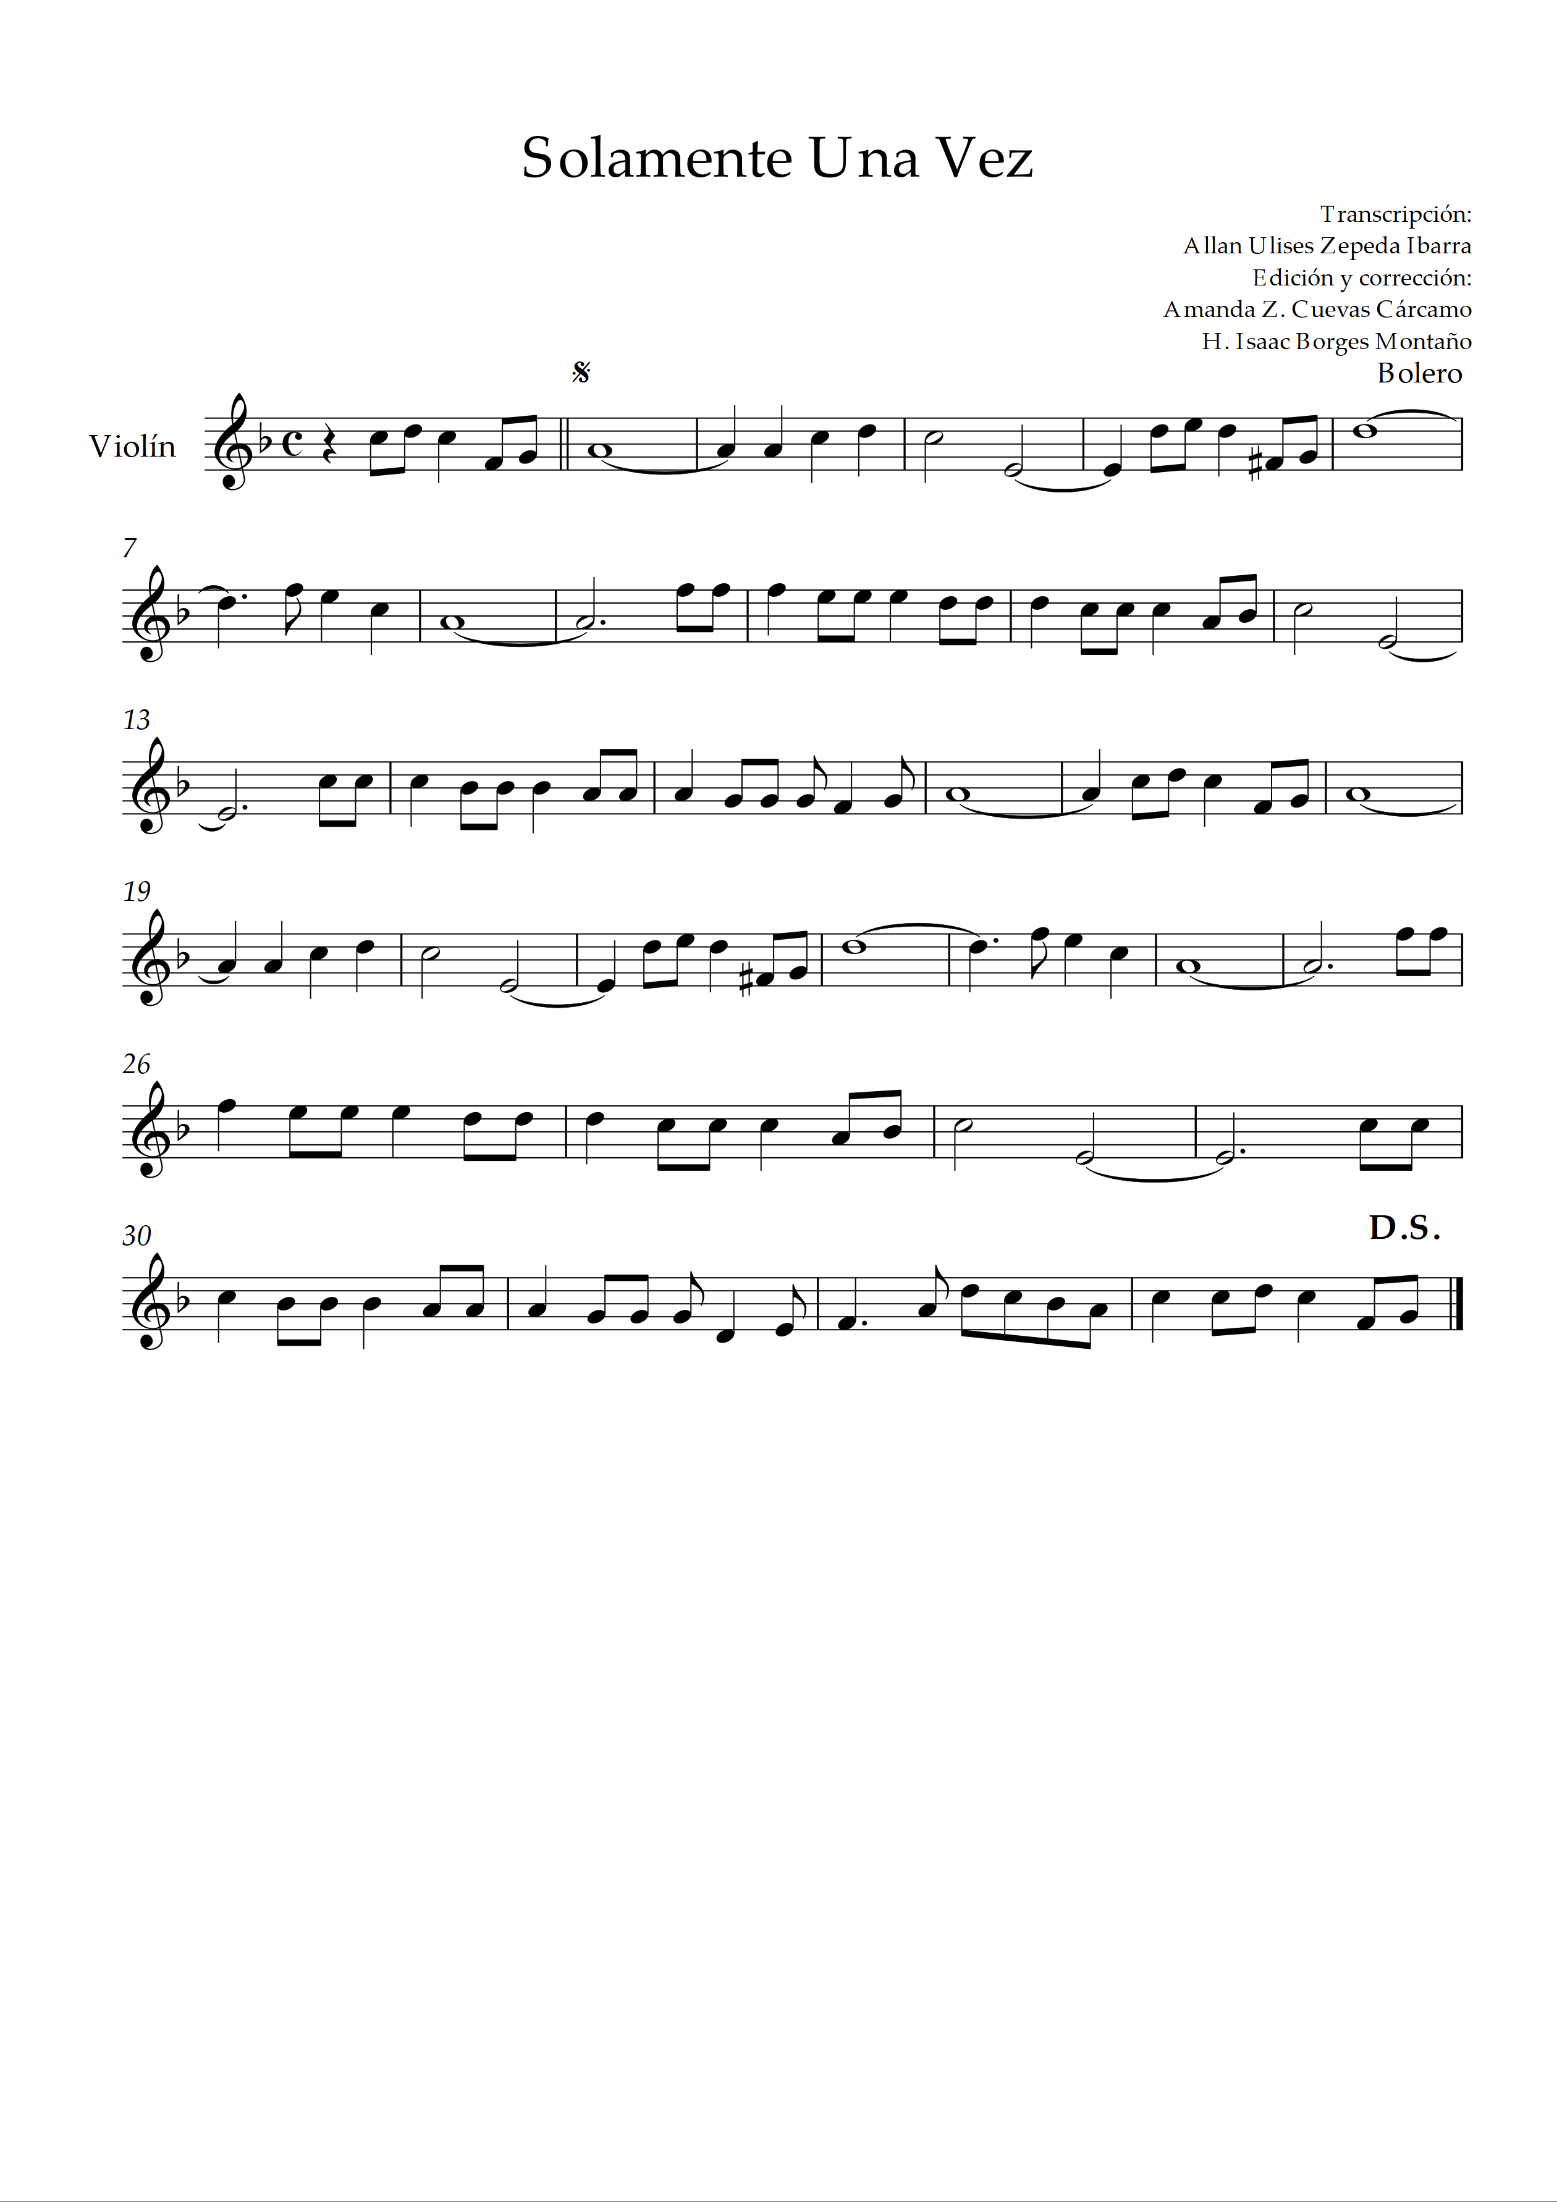 Solamente Una Vez
Transcripción:
Allan Ulises Zepeda Ibarra
Edición y corrección:
Amanda Z. Cuevas Cárcamo
H. Isaac Borges Montaño
Bolero
Violín
7
13
19
26
30
D.S.